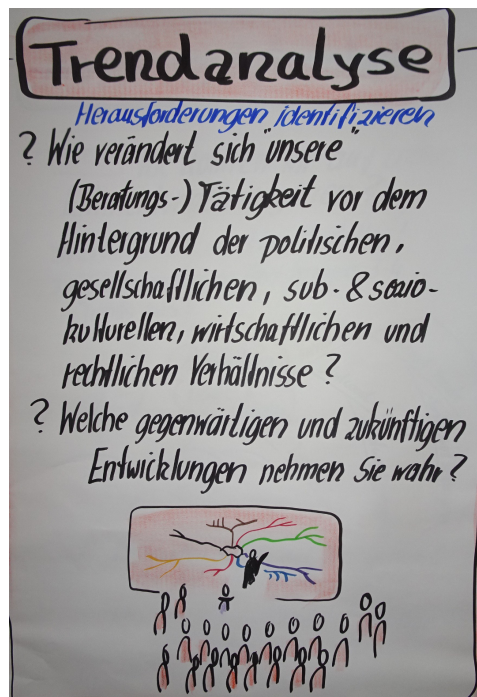 Trendanalyse
Herausforderungen identifizieren
? Wie verändert sich "unsere"
(Beratungs-) Tätigkeit vor dem
Hintergrund der politischen,
gesellschaftlichen, sub- & sozio-
kulturellen, wirtschaftlichen und
rechtlichen Verhältnisse ?
? Welche gegenwärtigen und zukünftigen
Entwicklungen nehmen Sie wahr ?